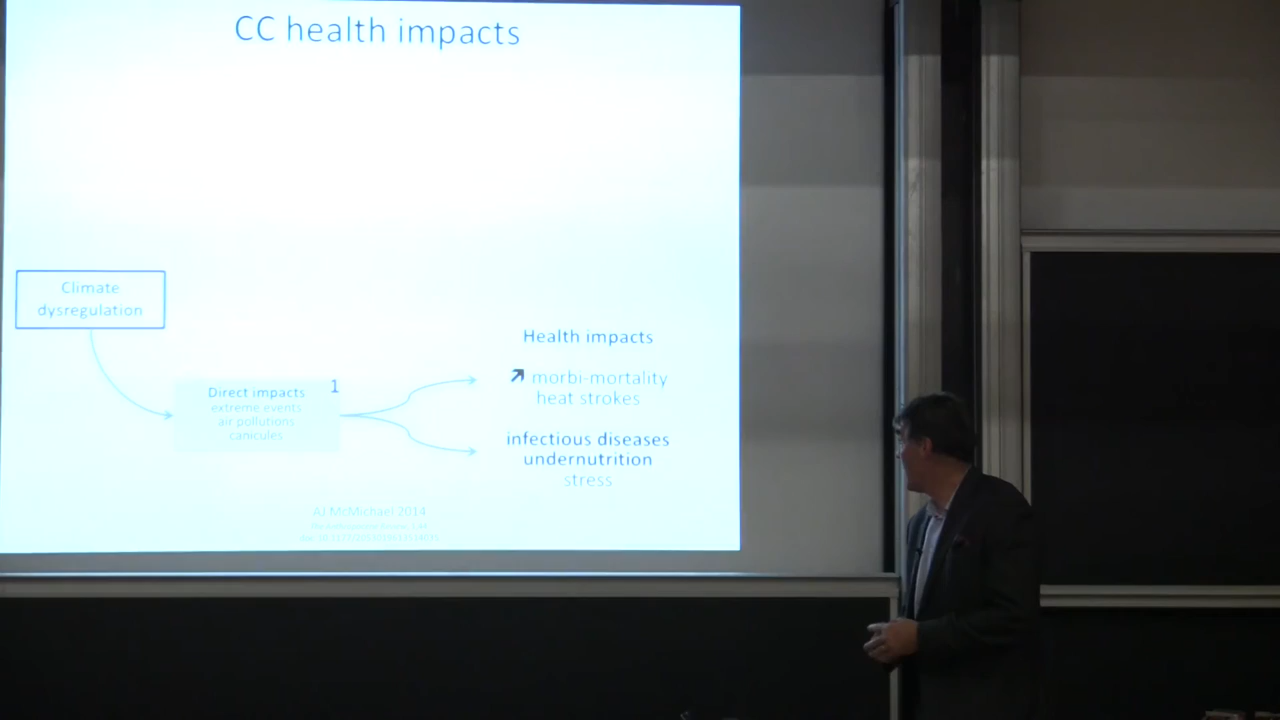 CC health impacts
Climate
dysregulation
Direct impacts
1
extreme events
air pollutions
canicules
Health impacts
morbi-mortality
heat strokes
infectious diseases
undernutrition
stress
AJ McMichael 2014